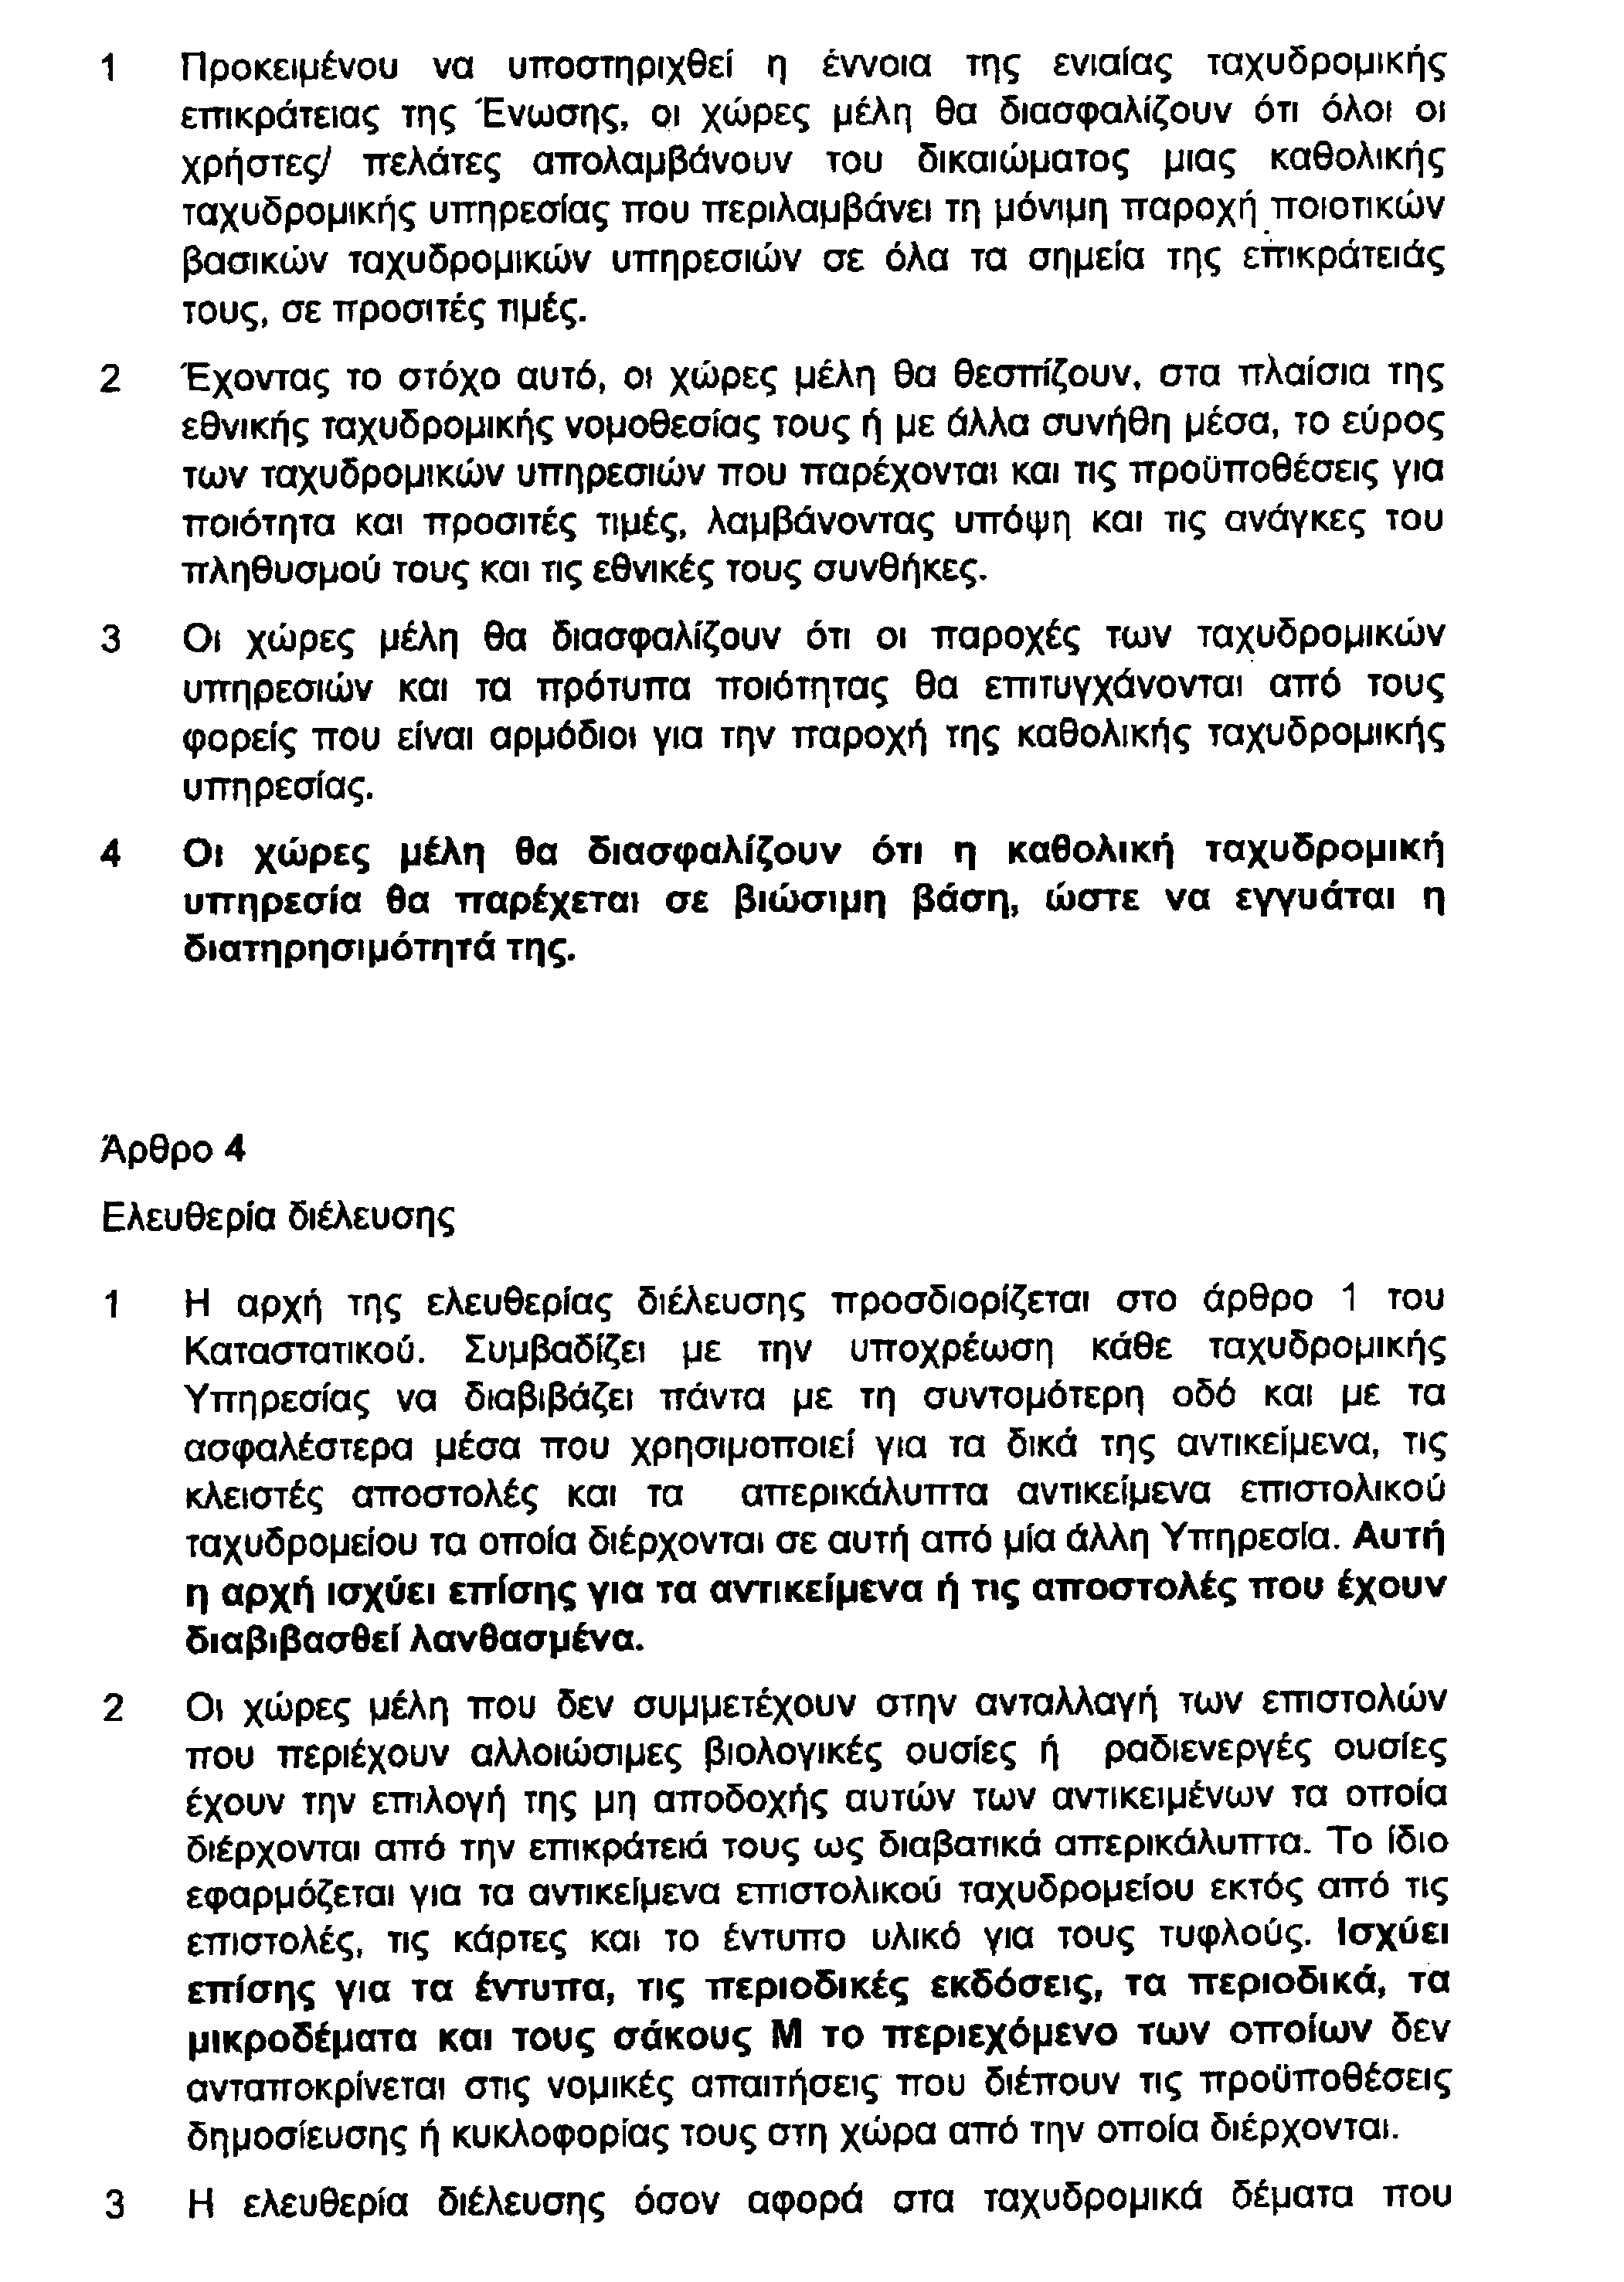 1 Προκειμένου να υποστηριχθεί η έννοια της ενιαίας ταχυδρομικής
επικράτειας της Ένωσης, οι χώρες μέλη θα διασφαλίζουν ότι όλοι οι
χρήστες/ πελάτες απολαμβάνουν του δικαιώματος μιας καθολικής
ταχυδρομικής υπηρεσίας που περιλαμβάνει τη μόνιμη παροχή ποιοτικών
βασικών ταχυδρομικών υπηρεσιών σε όλα τα σημεία της επικράτειάς
τους, σε προσιτές τιμές.
2 Έχοντας το στόχο αυτό, οι χώρες μέλη θα θεσπίζουν, στα πλαίσια της
εθνικής ταχυδρομικής νομοθεσίας τους ή με άλλα συνήθη μέσα, το εύρος
των ταχυδρομικών υπηρεσιών που παρέχονται και τις προϋποθέσεις για
ποιότητα και προσιτές τιμές, λαμβάνοντας υπόψη και τις ανάγκες του
πληθυσμού τους και τις εθνικές τους συνθήκες.
3 Οι χώρες μέλη θα διασφαλίζουν ότι οι παροχές των ταχυδρομικών
υπηρεσιών και τα πρότυπα ποιότητας θα επιτυγχάνονται από τους
φορείς που είναι αρμόδιοι για την παροχή της καθολικής ταχυδρομικής
υπηρεσίας.
4 Οι χώρες μέλη θα διασφαλίζουν ότι η καθολική ταχυδρομική
υπηρεσία θα παρέχεται σε βιώσιμη βάση, ώστε να εγγυάται η
διατηρησιμότητά της.
Άρθρο 4
Ελευθερία διέλευσης
1 Η αρχή της ελευθερίας διέλευσης προσδιορίζεται στο άρθρο 1 του
Καταστατικού. Συμβαδίζει με την υποχρέωση κάθε ταχυδρομικής
Υπηρεσίας να διαβιβάζει πάντα με τη συντομότερη οδό και με τα
ασφαλέστερα μέσα που χρησιμοποιεί για τα δικά της αντικείμενα, τις
κλειστές αποστολές και τα απερικάλυπτα αντικείμενα επιστολικού
ταχυδρομείου τα οποία διέρχονται σε αυτή από μία άλλη Υπηρεσία. Αυτή
η αρχή ισχύει επίσης για τα αντικείμενα ή τις αποστολές που έχουν
διαβιβασθεί λανθασμένα.
2 Οι χώρες μέλη που δεν συμμετέχουν στην ανταλλαγή των επιστολών
που περιέχουν αλλοιώσιμες βιολογικές ουσίες ή ραδιενεργές ουσίες
έχουν την επιλογή της μη αποδοχής αυτών των αντικειμένων τα οποία
διέρχονται από την επικράτειά τους ως διαβατικά απερικάλυπτα. Το ίδιο
εφαρμόζεται για τα αντικείμενα επιστολικού ταχυδρομείου εκτός από τις
επιστολές, τις κάρτες και το έντυπο υλικό για τους τυφλούς. Ισχύει
επίσης για τα έντυπα, τις περιοδικές εκδόσεις, τα περιοδικά, τα
μικροδέματα και τους σάκους Μ το περιεχόμενο των οποίων δεν
ανταποκρίνεται στις νομικές απαιτήσεις που διέπουν τις προϋποθέσεις
δημοσίευσης ή κυκλοφορίας τους στη χώρα από την οποία διέρχονται.
3 Η ελευθερία διέλευσης όσον αφορά στα ταχυδρομικά δέματα που